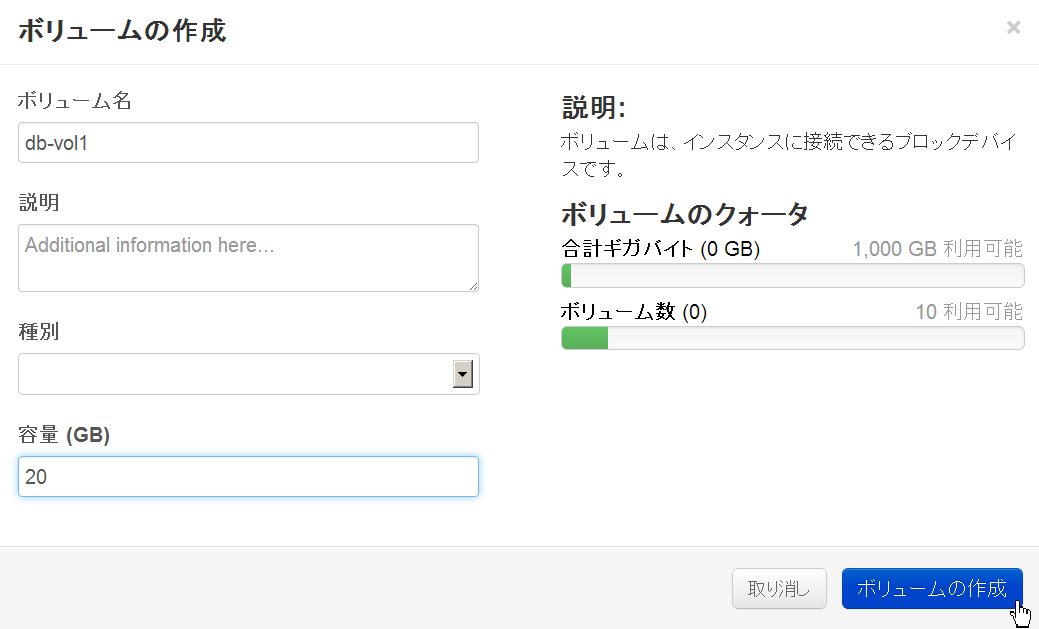 ボリュームの作成
×
ボリューム名
db-vol1
説明
Additional information here...
種別
容量 (GB)
20
説明:
ボリュームは、インスタンスに接続できるブロックデバイ
スです。
ボリュームのクォータ
合計ギガバイト (0 GB) 1,000 GB 利用可能
ボリューム数 (0) 10 利用可能
取り消し ボリュームの作成